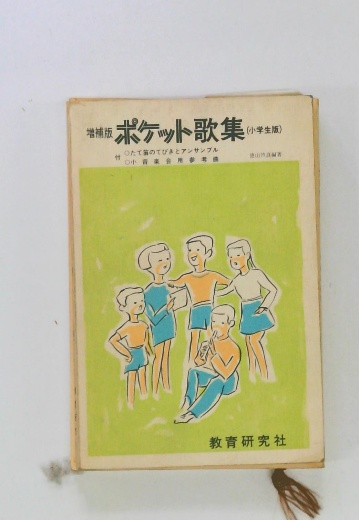 増補版 ポケット歌集(小学生版)
付 ○たて笛のてびきとアンサンブル
○小音楽会用参考曲
教育研究社